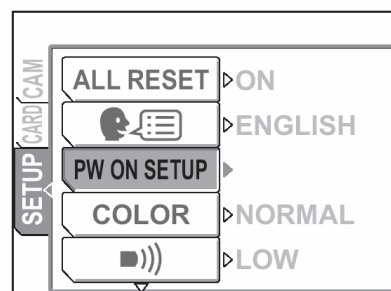 CAM
CARD
SETUP
ALL RESET ON
ENGLISH
PW ON SETUP
COLOR NORMAL
LOW